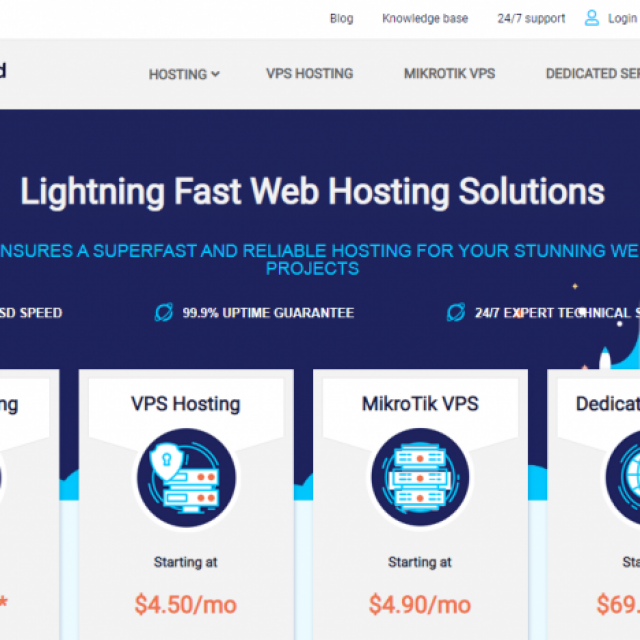 Blog Knowledge base 24/7 support Login
d
HOSTING VPS HOSTING MIKROTIK VPS DEDICATED SER
Lightning Fast Web Hosting Solutions
NSURES A SUPERFAST AND RELIABLE HOSTING FOR YOUR STUNNING WE
PROJECTS
SD SPEED 99.9% UPTIME GUARANTEE 24/7 EXPERT TECHNICAL S
ng VPS Hosting MikroTik VPS Dedicat
Starting at Starting at Sta
* $4.50/mo $4.90/mo $69.